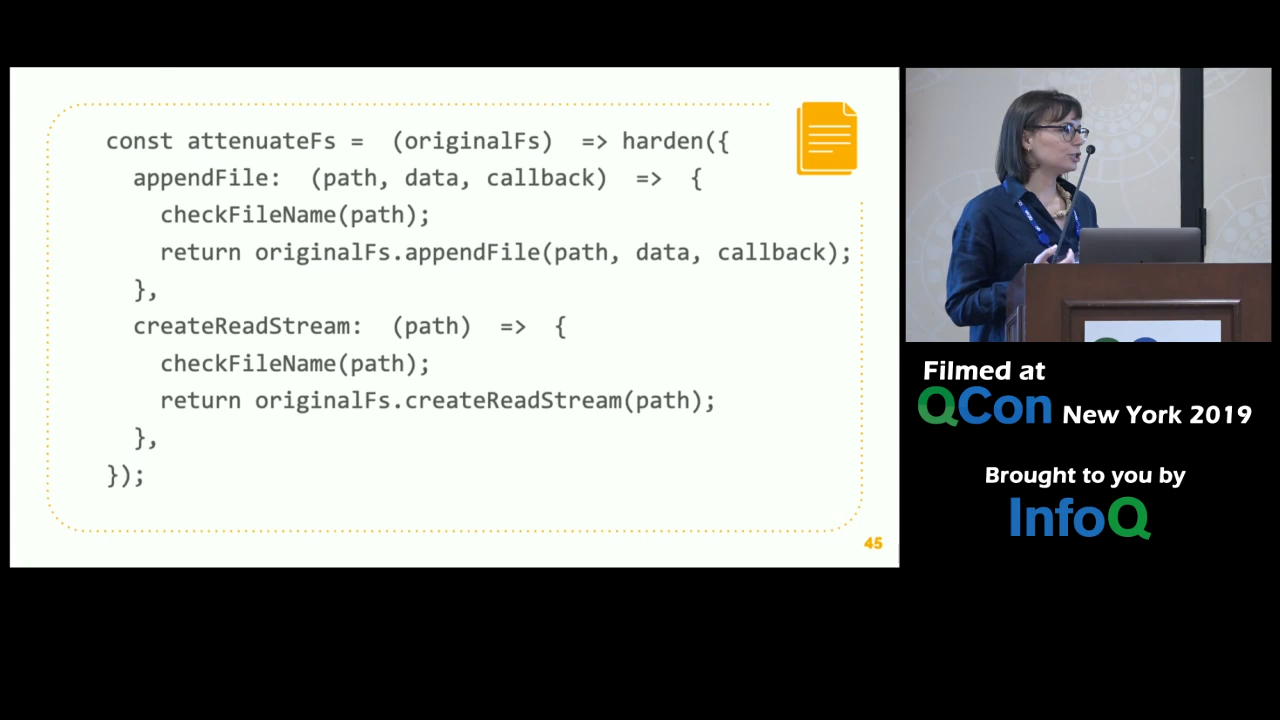 const attenuateFs = (originalFs) => harden({
appendFile: (path, data, callback) => {
checkFileName(path);
return originalFs.appendFile(path, data, callback);
},
createReadStream: (path) => {
checkFileName(path);
return originalFs.createReadStream(path);
},
});
45
Filmed at
QCon New York 2019
Brought to you by
InfoQ